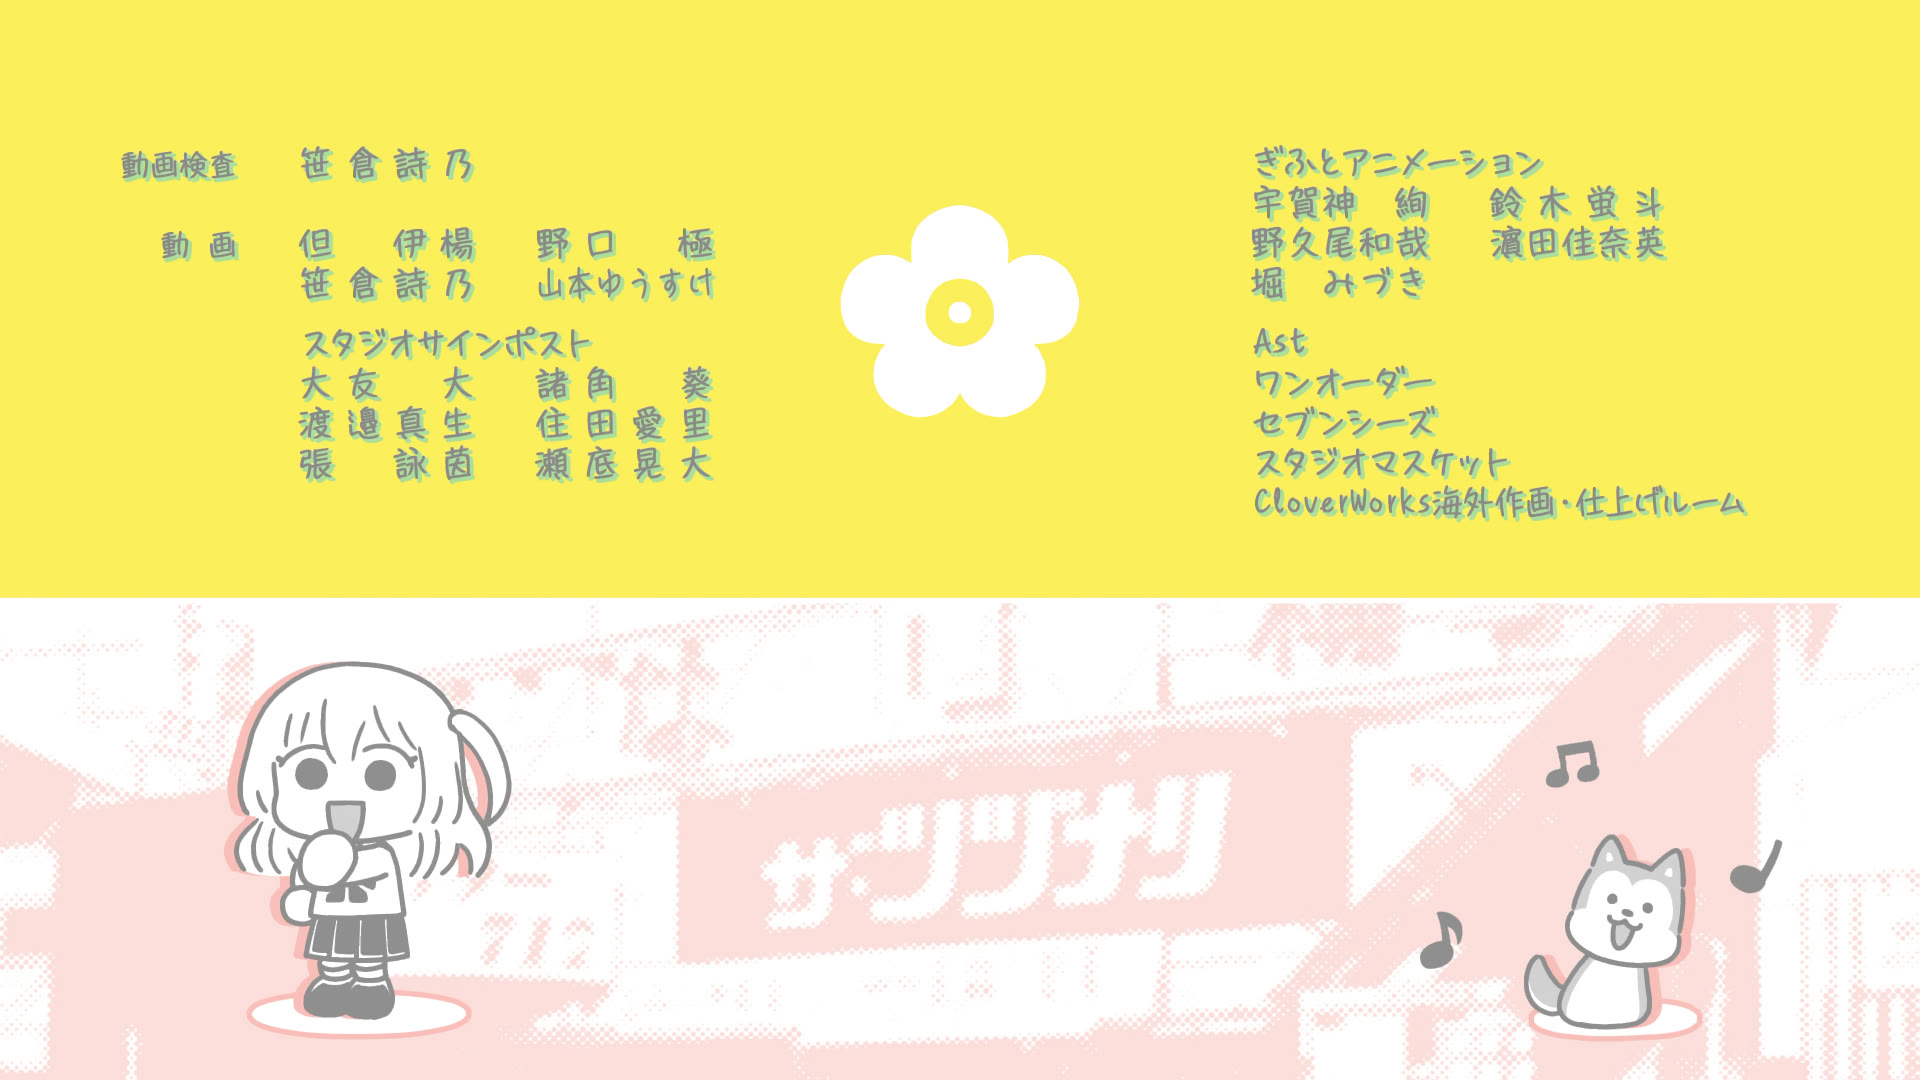 動画検査 笹倉詩乃
動画 但 伊楊 野口 極
笹倉詩乃 山本ゆうすけ
スタジオサインポスト
大友 大 諸角 葵
渡邉真生 住田愛里
張 詠茵 瀬底晃大
ぎふとアニメーション
宇賀神 絢 鈴木蛍斗
野久尾和哉 濵田佳奈英
堀 みづき
Ast
ワンオーダー
セブンシーズ
スタジオマスケット
CloverWorks海外作画・仕上げルーム
サ.ツヅナリ